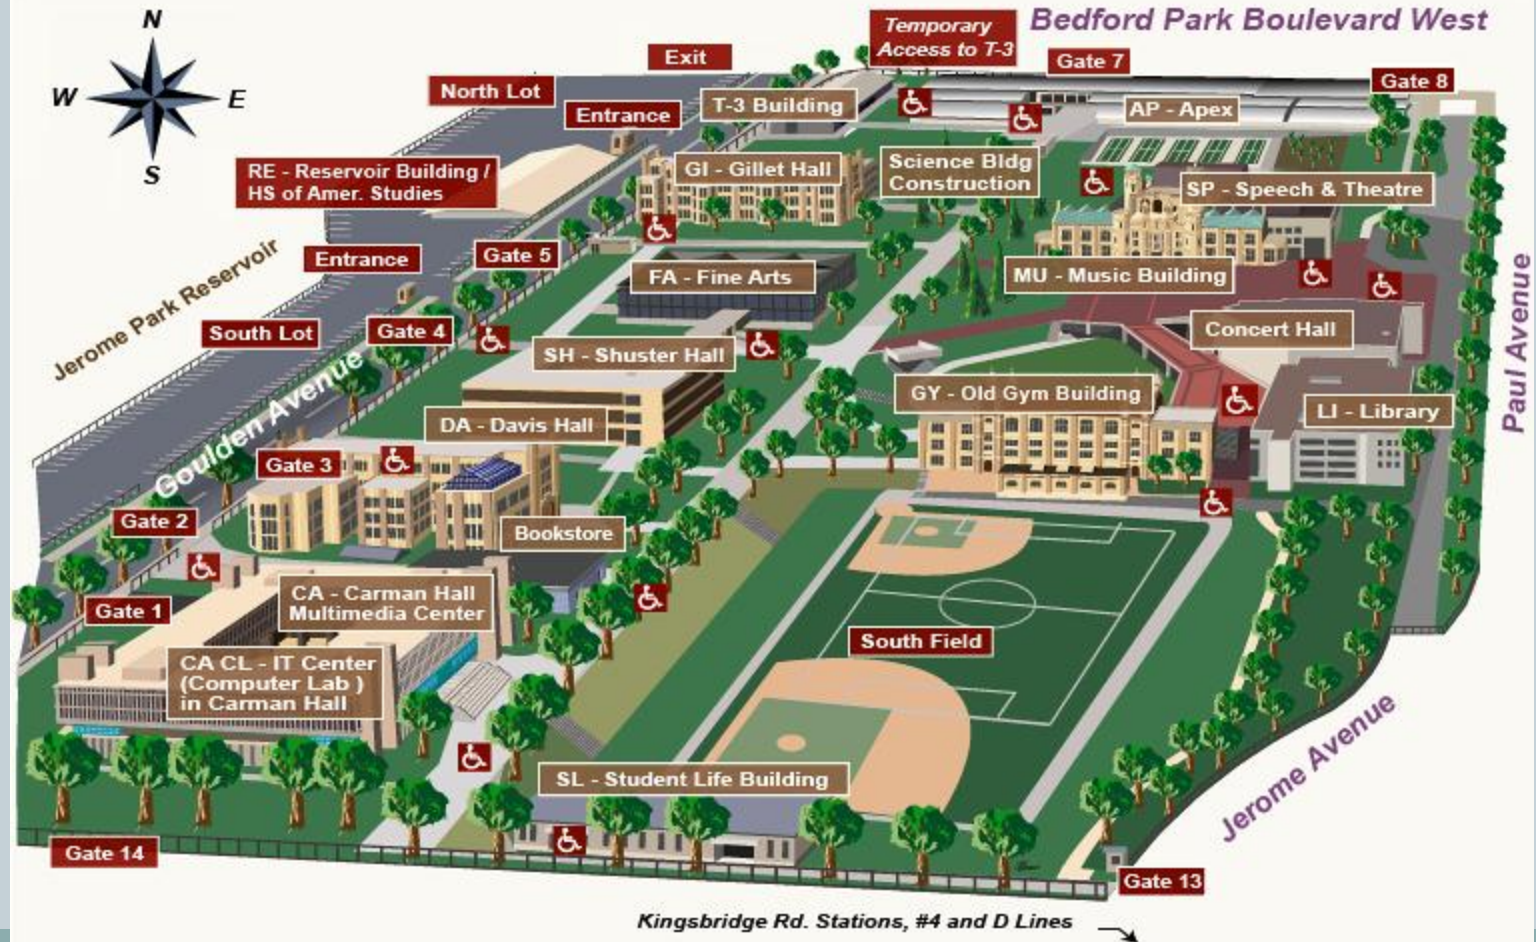 N
W
E
S
Temporary
Access to T-3
Bedford Park Boulevard West
Exit
Gate 7
Gate 8
North Lot
Entrance
T-3 Building
AP - Apex
RE - Reservoir Building /
HS of Amer. Studies
GI - Gillet Hall
Science Bldg
Construction
SP - Speech & Theatre
Jerome Park Reservoir
Entrance
Gate 5
FA - Fine Arts
MU - Music Building
South Lot
Gate 4
SH - Shuster Hall
Concert Hall
Paul Avenue
Goulden Avenue
DA - Davis Hall
GY - Old Gym Building
LI - Library
Gate 3
Gate 2
Bookstore
Gate 1
CA - Carman Hall
Multimedia Center
CA CL - IT Center
(Computer Lab )
in Carman Hall
South Field
Jerome Avenue
SL - Student Life Building
Gate 14
Gate 13
Kingsbridge Rd. Stations, #4 and D Lines